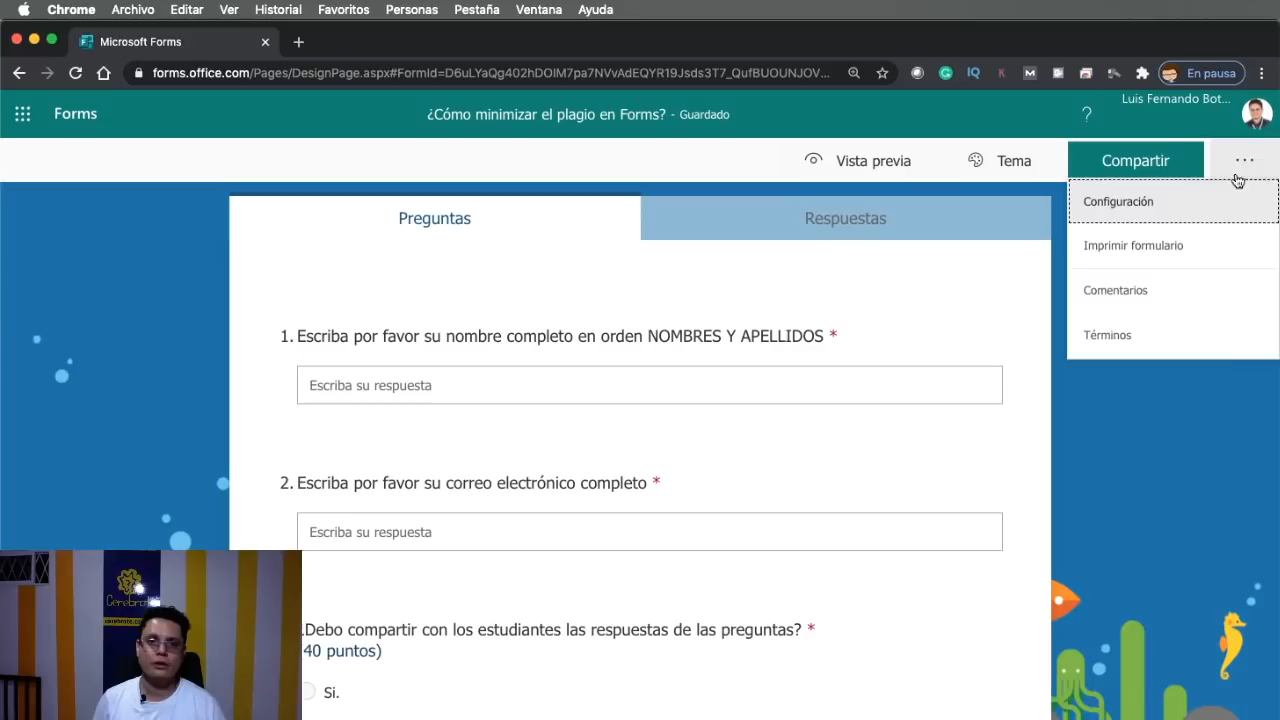 Chrome Archivo Editar Ver Historial Favoritos Personas Pestaña Ventana Ayuda
Microsoft Forms
forms.office.com/Pages/DesignPage.aspx#FormId=D6uLYaQg402hDOlM7pa7NVvAdEQYR19Jsds3T7_QufBUOUNJOV...
En pausa
Forms
¿Cómo minimizar el plagio en Forms? - Guardado
?
Luis Fernando Bot...
Vista previa
Tema
Compartir
...
Configuración
Imprimir formulario
Comentarios
Términos
Preguntas
Respuestas
1. Escriba por favor su nombre completo en orden NOMBRES Y APELLIDOS *
Escriba su respuesta
2. Escriba por favor su correo electrónico completo *
Escriba su respuesta
.Debo compartir con los estudiantes las respuestas de las preguntas? *
40 puntos)
Si.